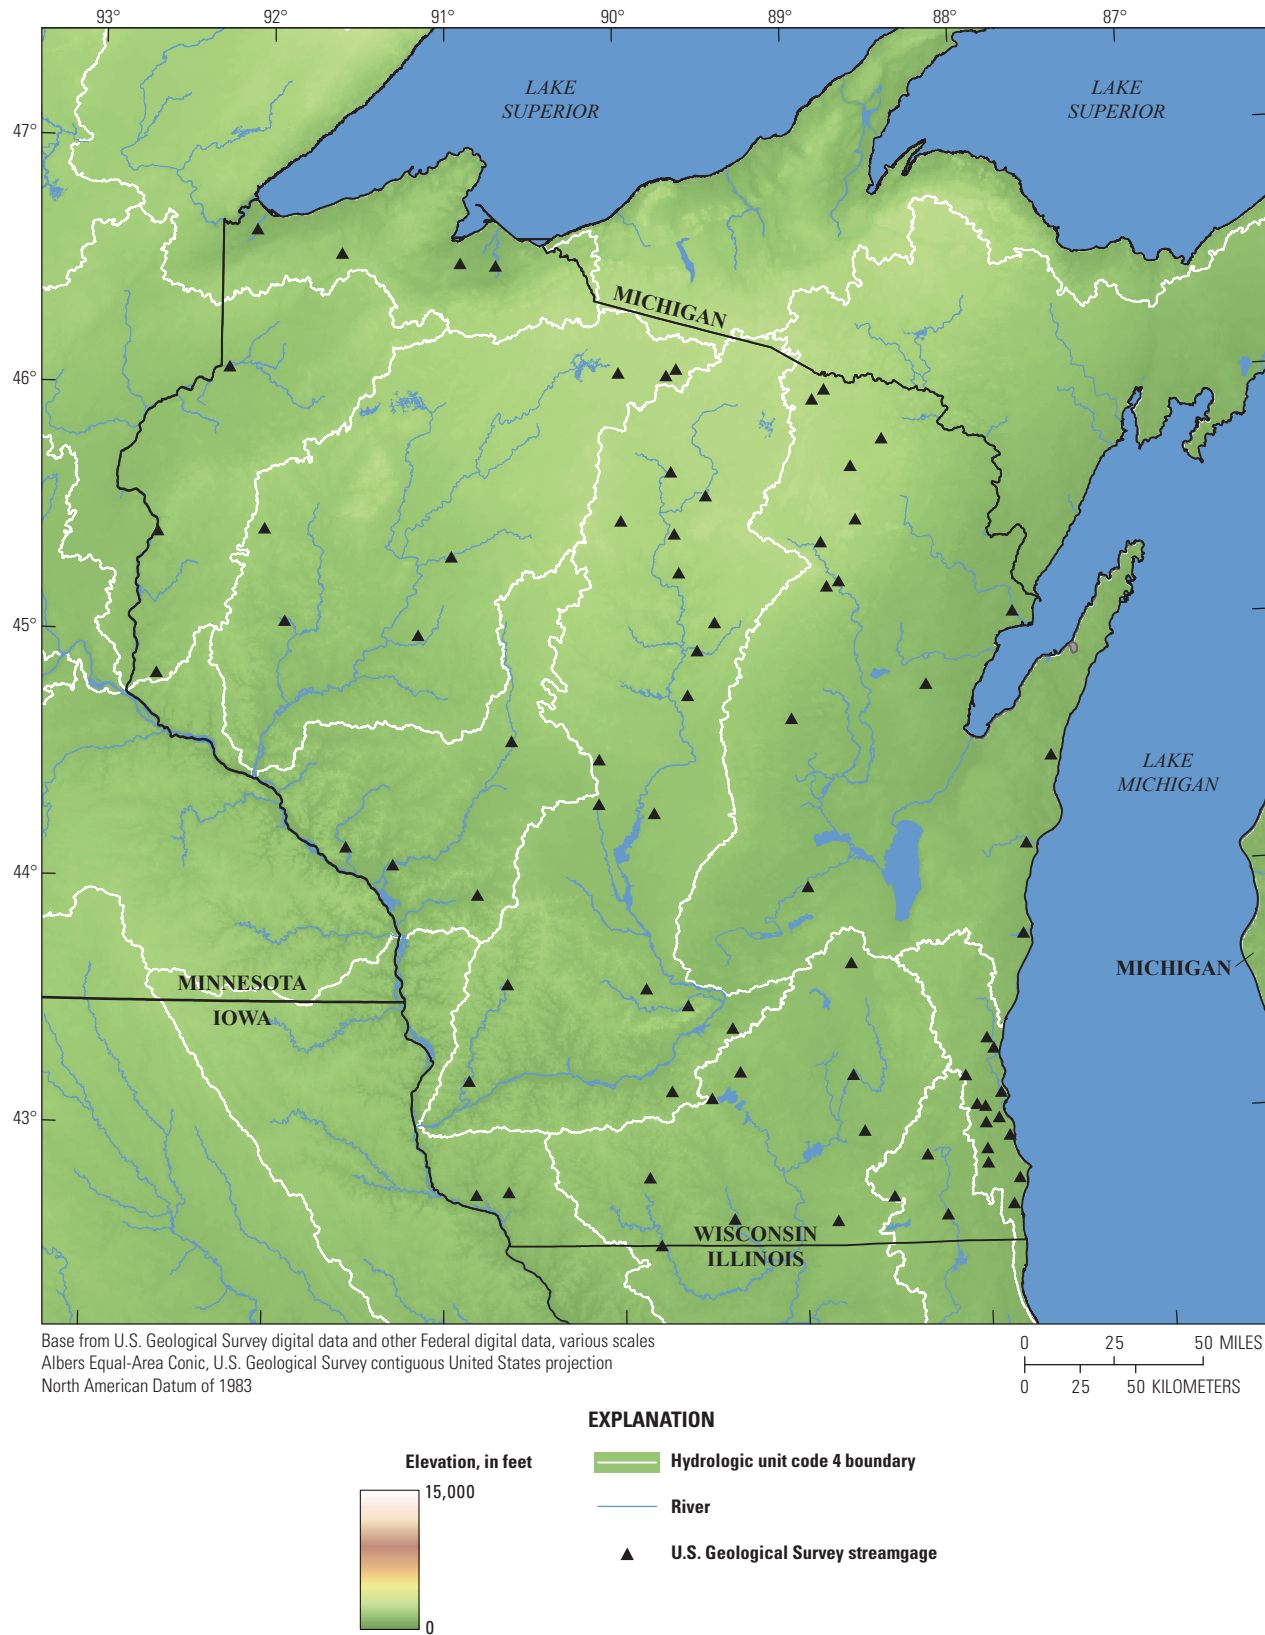 93°
92°
91°
90°
89°
88°
87°
LAKE
SUPERIOR
LAKE
SUPERIOR
47°
MICHIGAN
46°
45°
LAKE
MICHIGAN
44°
MICHIGAN
MINNESOTA
IOWA
43°
WISCONSIN
ILLINOIS
Base from U.S. Geological Survey digital data and other Federal digital data, various scales
Albers Equal-Area Conic, U.S. Geological Survey contiguous United States projection
North American Datum of 1983
0 25 50 MILES
0 25 50 KILOMETERS
EXPLANATION
Elevation, in feet
15,000
0
Hydrologic unit code 4 boundary
River
U.S. Geological Survey streamgage